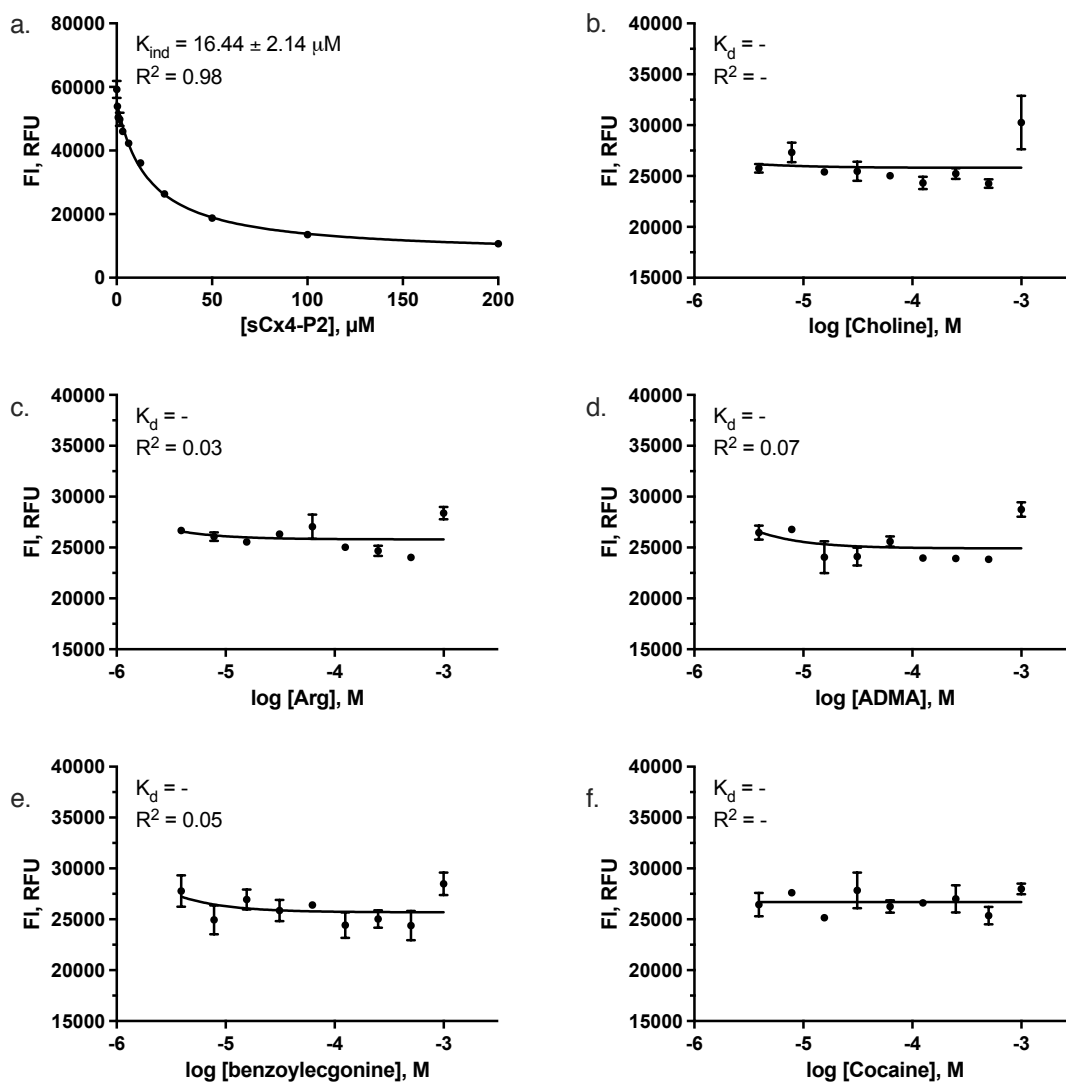 a.
K_ind = 16.44 ± 2.14 µM
R² = 0.98
FI, RFU
80000
60000
40000
20000
0
0 50 100 150 200
[sCx4-P2], µM
b.
K_d = -
R² = -
FI, RFU
40000
35000
30000
25000
20000
15000
-6 -5 -4 -3
log [Choline], M
c.
K_d = -
R² = 0.03
FI, RFU
40000
35000
30000
25000
20000
15000
-6 -5 -4 -3
log [Arg], M
d.
K_d = -
R² = 0.07
FI, RFU
40000
35000
30000
25000
20000
15000
-6 -5 -4 -3
log [ADMA], M
e.
K_d = -
R² = 0.05
FI, RFU
40000
35000
30000
25000
20000
15000
-6 -5 -4 -3
log [benzoylecgonine], M
f.
K_d = -
R² = -
FI, RFU
40000
35000
30000
25000
20000
15000
-6 -5 -4 -3
log [Cocaine], M